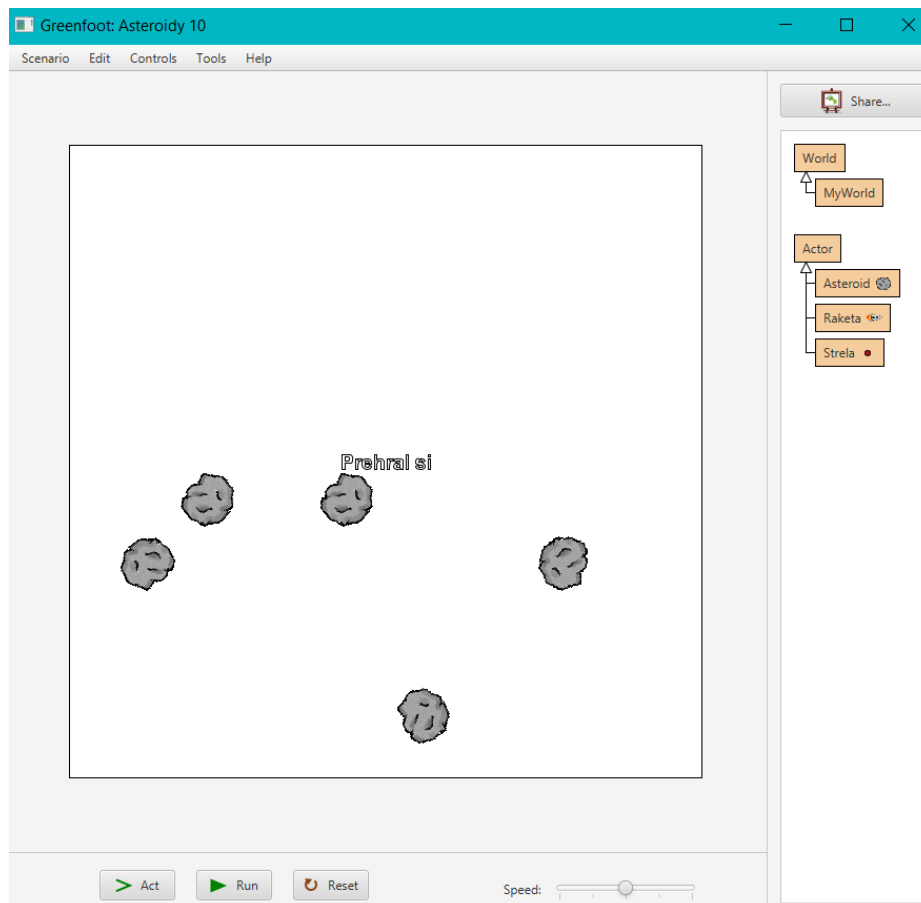 Greenfoot: Asteroidy 10
Scenario Edit Controls Tools Help
Share...
World
MyWorld
Actor
Asteroid
Raketa
Strela
Prehral si
Act Run Reset Speed: